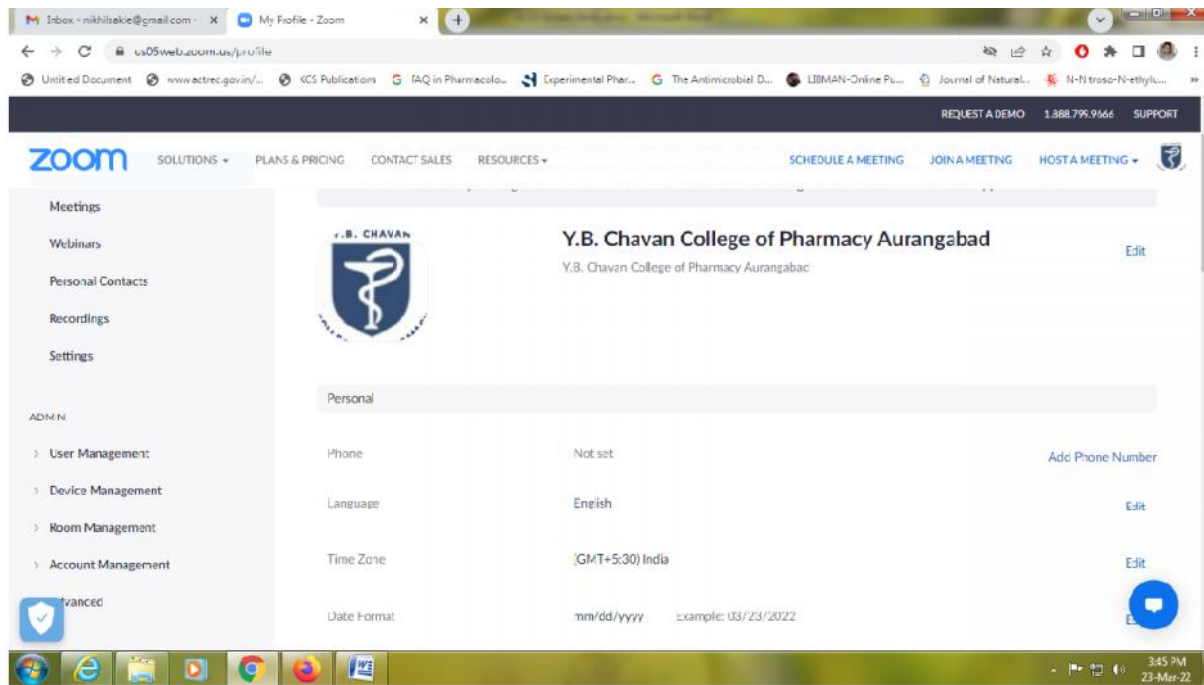 Inbox - nikhilsakle@gmail.com -
My Profile - Zoom
us05web.zoom.us/profile
Untitled Document
www.actrec.gov.in/...
KCS Publications
FAQ in Pharmacolo...
Experimental Phar...
The Antimicrobial D...
LIBMAN-Online Pu...
Journal of Natural...
N-Nitroso-N-ethylu...
REQUEST A DEMO 1.888.799.9666 SUPPORT
zoom SOLUTIONS PLANS & PRICING CONTACT SALES RESOURCES SCHEDULE A MEETING JOIN A MEETING HOST A MEETING
Meetings
Webinars
Personal Contacts
Recordings
Settings
ADMIN
User Management
Device Management
Room Management
Account Management
Y.B. CHAVAN
Y.B. Chavan College of Pharmacy Aurangabad
Edit
Y.B. Chavan College of Pharmacy Aurangabad
Personal
Phone Not set Add Phone Number
Language English Edit
Time Zone (GMT+5:30) India Edit
Date Format mm/dd/yyyy Example: 03/23/2022
3:45 PM
23-Mar-22